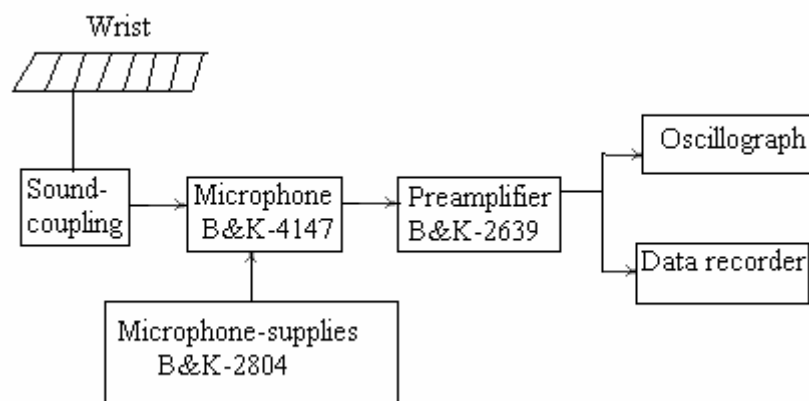 Wrist
Sound-
coupling
Microphone
B&K-4147
Preamplifier
B&K-2639
Oscillograph
Data recorder
Microphone-supplies
B&K-2804